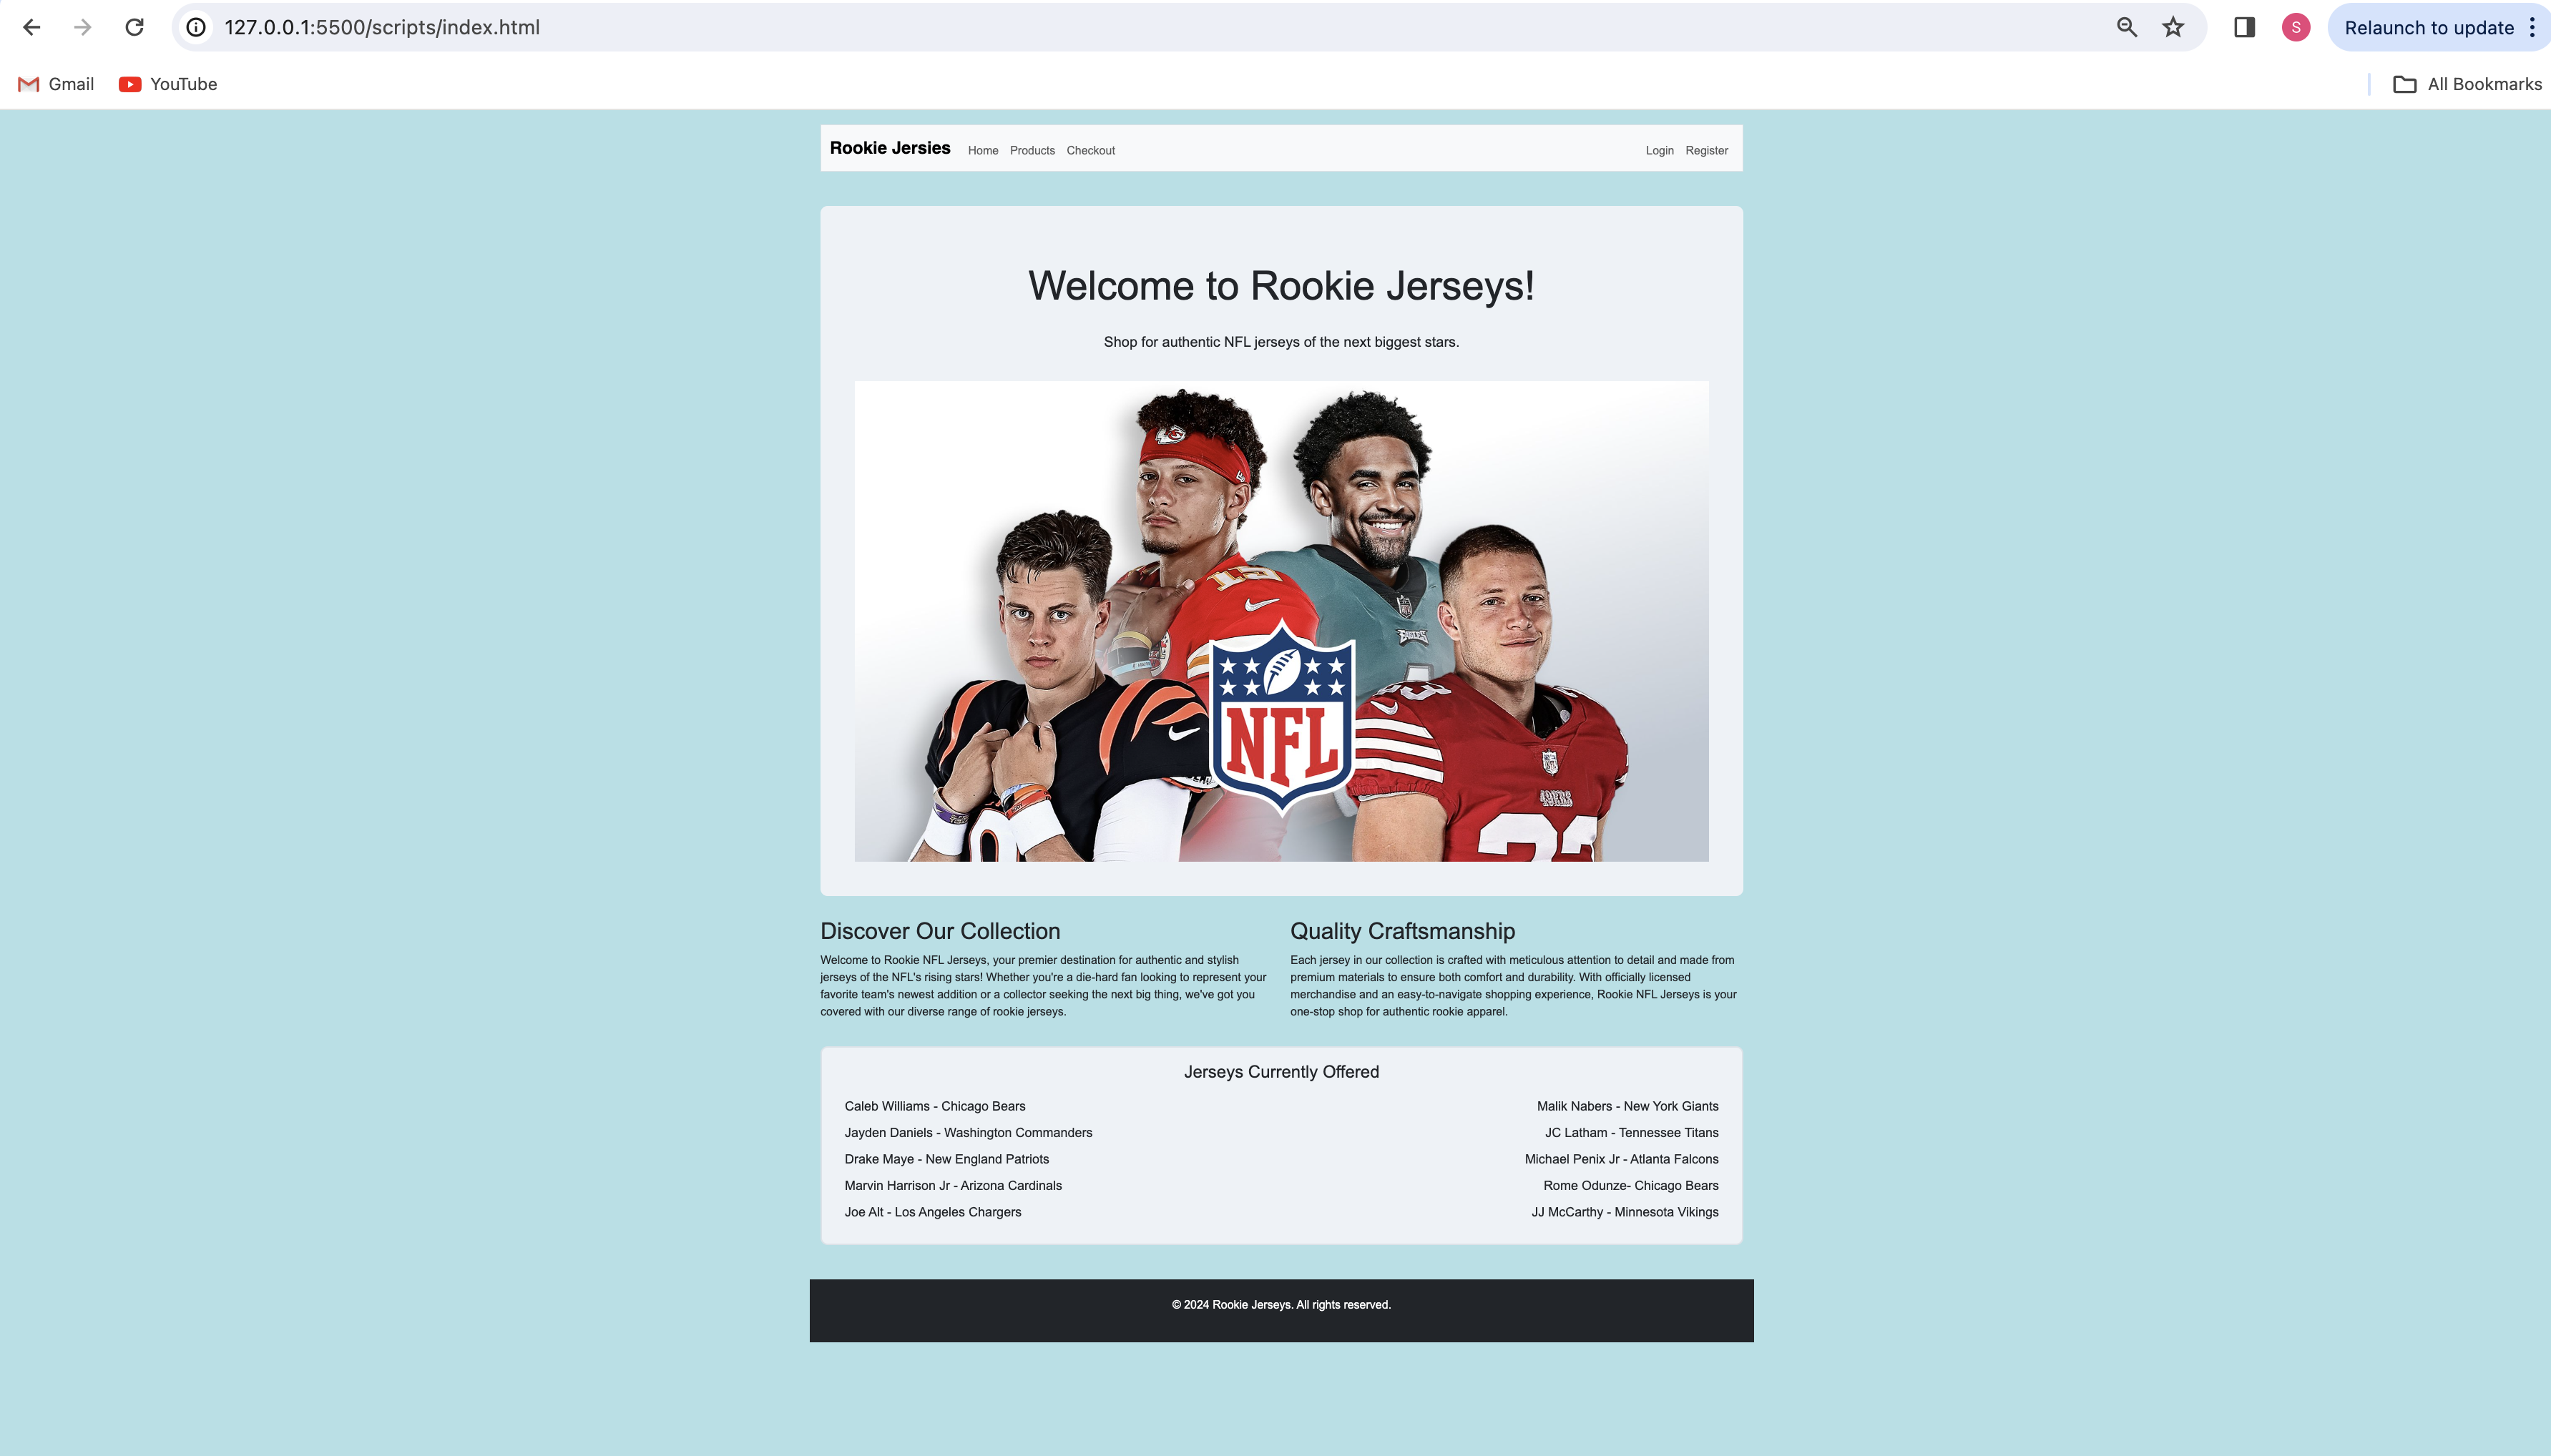 127.0.0.1:5500/scripts/index.html
Relaunch to update
S
Gmail
YouTube
All Bookmarks
Rookie Jersies
Home
Products
Checkout
Login
Register
Welcome to Rookie Jerseys!
Shop for authentic NFL jerseys of the next biggest stars.
15
EAGLES
23
NFL
49ERS
Discover Our Collection
Welcome to Rookie NFL Jerseys, your premier destination for authentic and stylish
jerseys of the NFL's rising stars! Whether you're a die-hard fan looking to represent your
favorite team's newest addition or a collector seeking the next big thing, we've got you
covered with our diverse range of rookie jerseys.
Quality Craftsmanship
Each jersey in our collection is crafted with meticulous attention to detail and made from
premium materials to ensure both comfort and durability. With officially licensed
merchandise and an easy-to-navigate shopping experience, Rookie NFL Jerseys is your
one-stop shop for authentic rookie apparel.
Jerseys Currently Offered
Caleb Williams - Chicago Bears
Jayden Daniels - Washington Commanders
Drake Maye - New England Patriots
Marvin Harrison Jr - Arizona Cardinals
Joe Alt - Los Angeles Chargers
Malik Nabers - New York Giants
JC Latham - Tennessee Titans
Michael Penix Jr - Atlanta Falcons
Rome Odunze- Chicago Bears
JJ McCarthy - Minnesota Vikings
© 2024 Rookie Jerseys. All rights reserved.